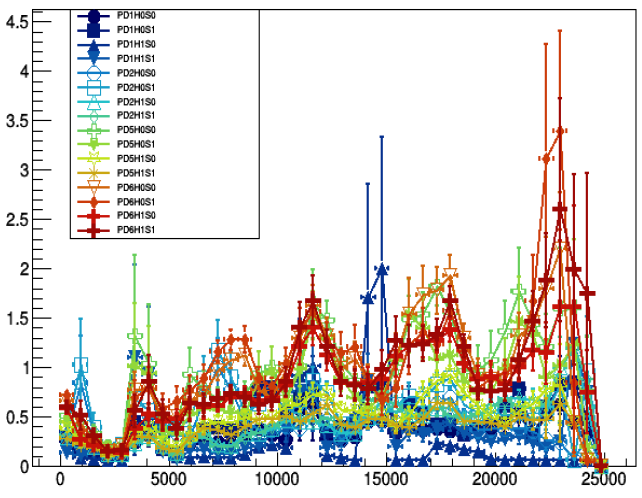 4.5
4
3.5
3
2.5
2
1.5
1
0.5
0
PD1H0S0
PD1H0S1
PD1H1S0
PD1H1S1
PD2H0S0
PD2H0S1
PD2H1S0
PD2H1S1
PD5H0S0
PD5H0S1
PD5H1S0
PD5H1S1
PD6H0S0
PD6H0S1
PD6H1S0
PD6H1S1
0 5000 10000 15000 20000 25000